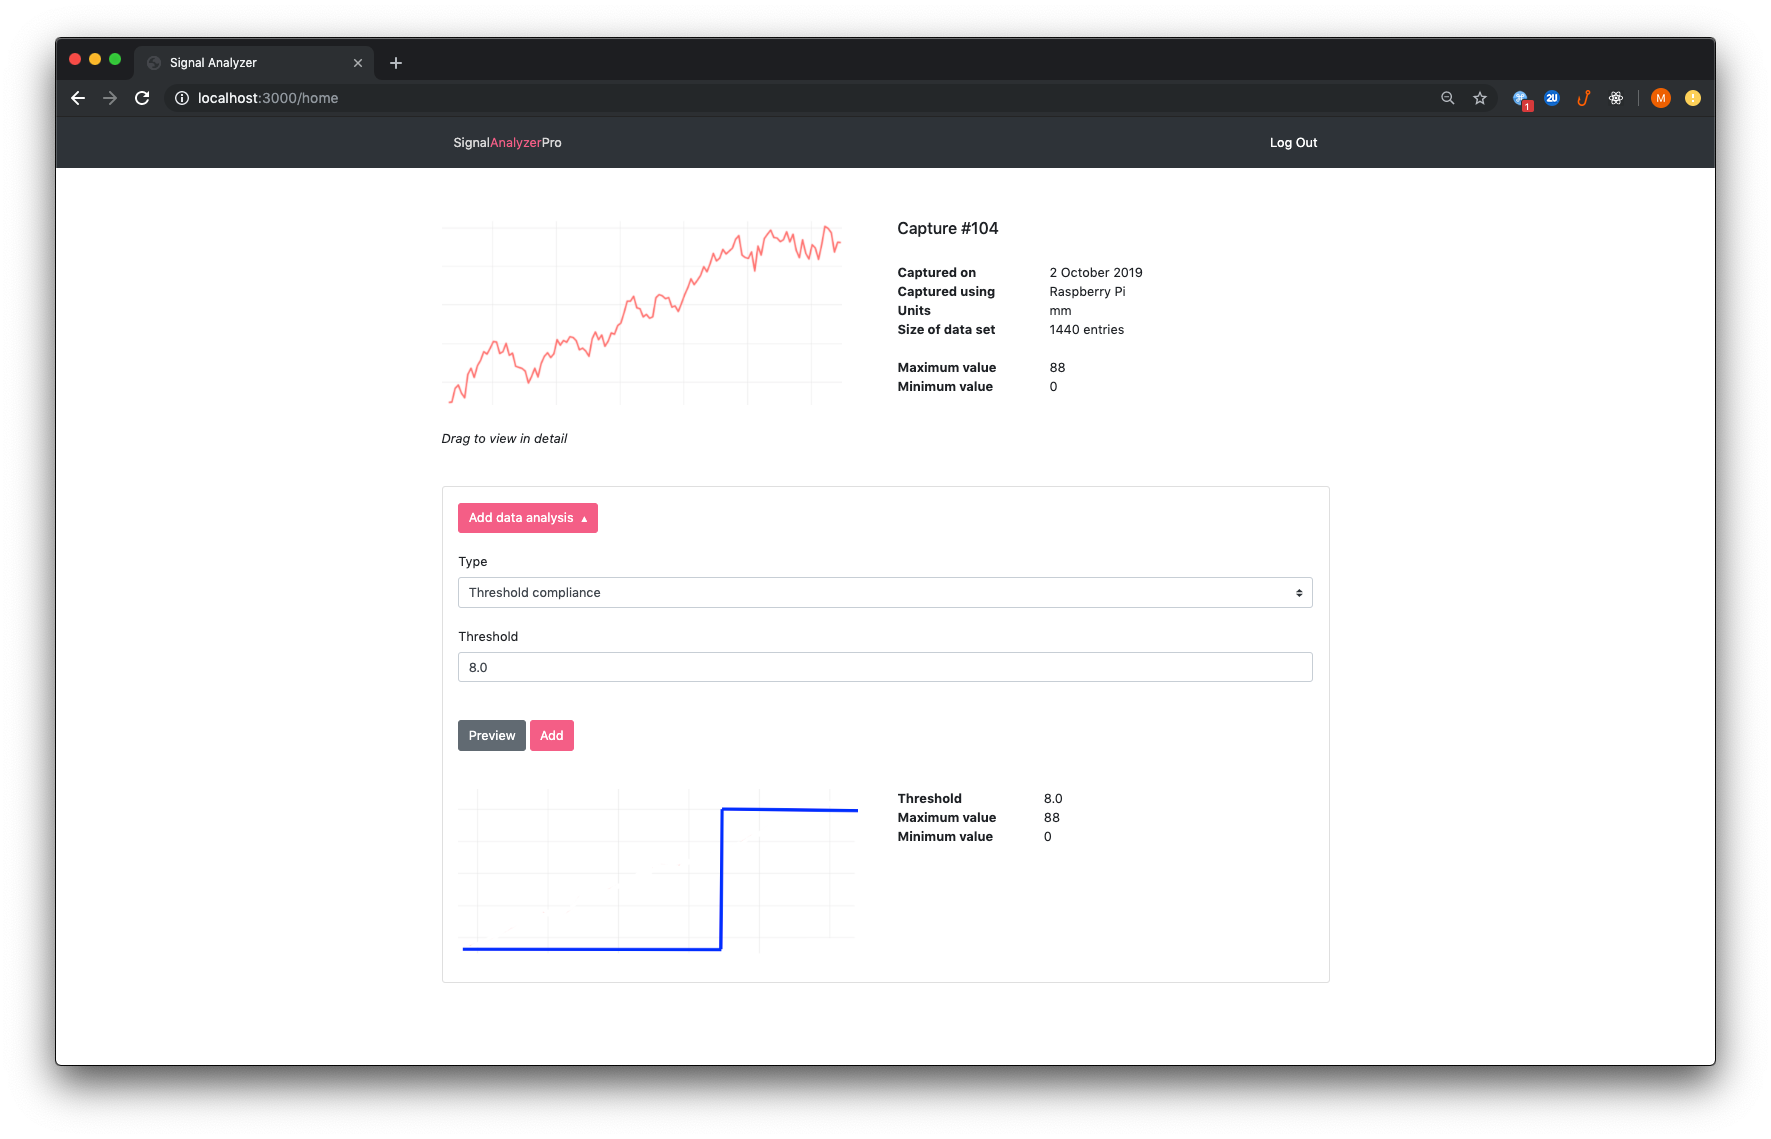 Signal Analyzer
localhost:3000/home
1
2U
M
SignalAnalyzerPro
Log Out
Capture #104
Captured on 2 October 2019
Captured using Raspberry Pi
Units mm
Size of data set 1440 entries
Maximum value 88
Minimum value 0
Drag to view in detail
Add data analysis ▲
Type
Threshold compliance
Threshold
8.0
Preview Add
Threshold 8.0
Maximum value 88
Minimum value 0